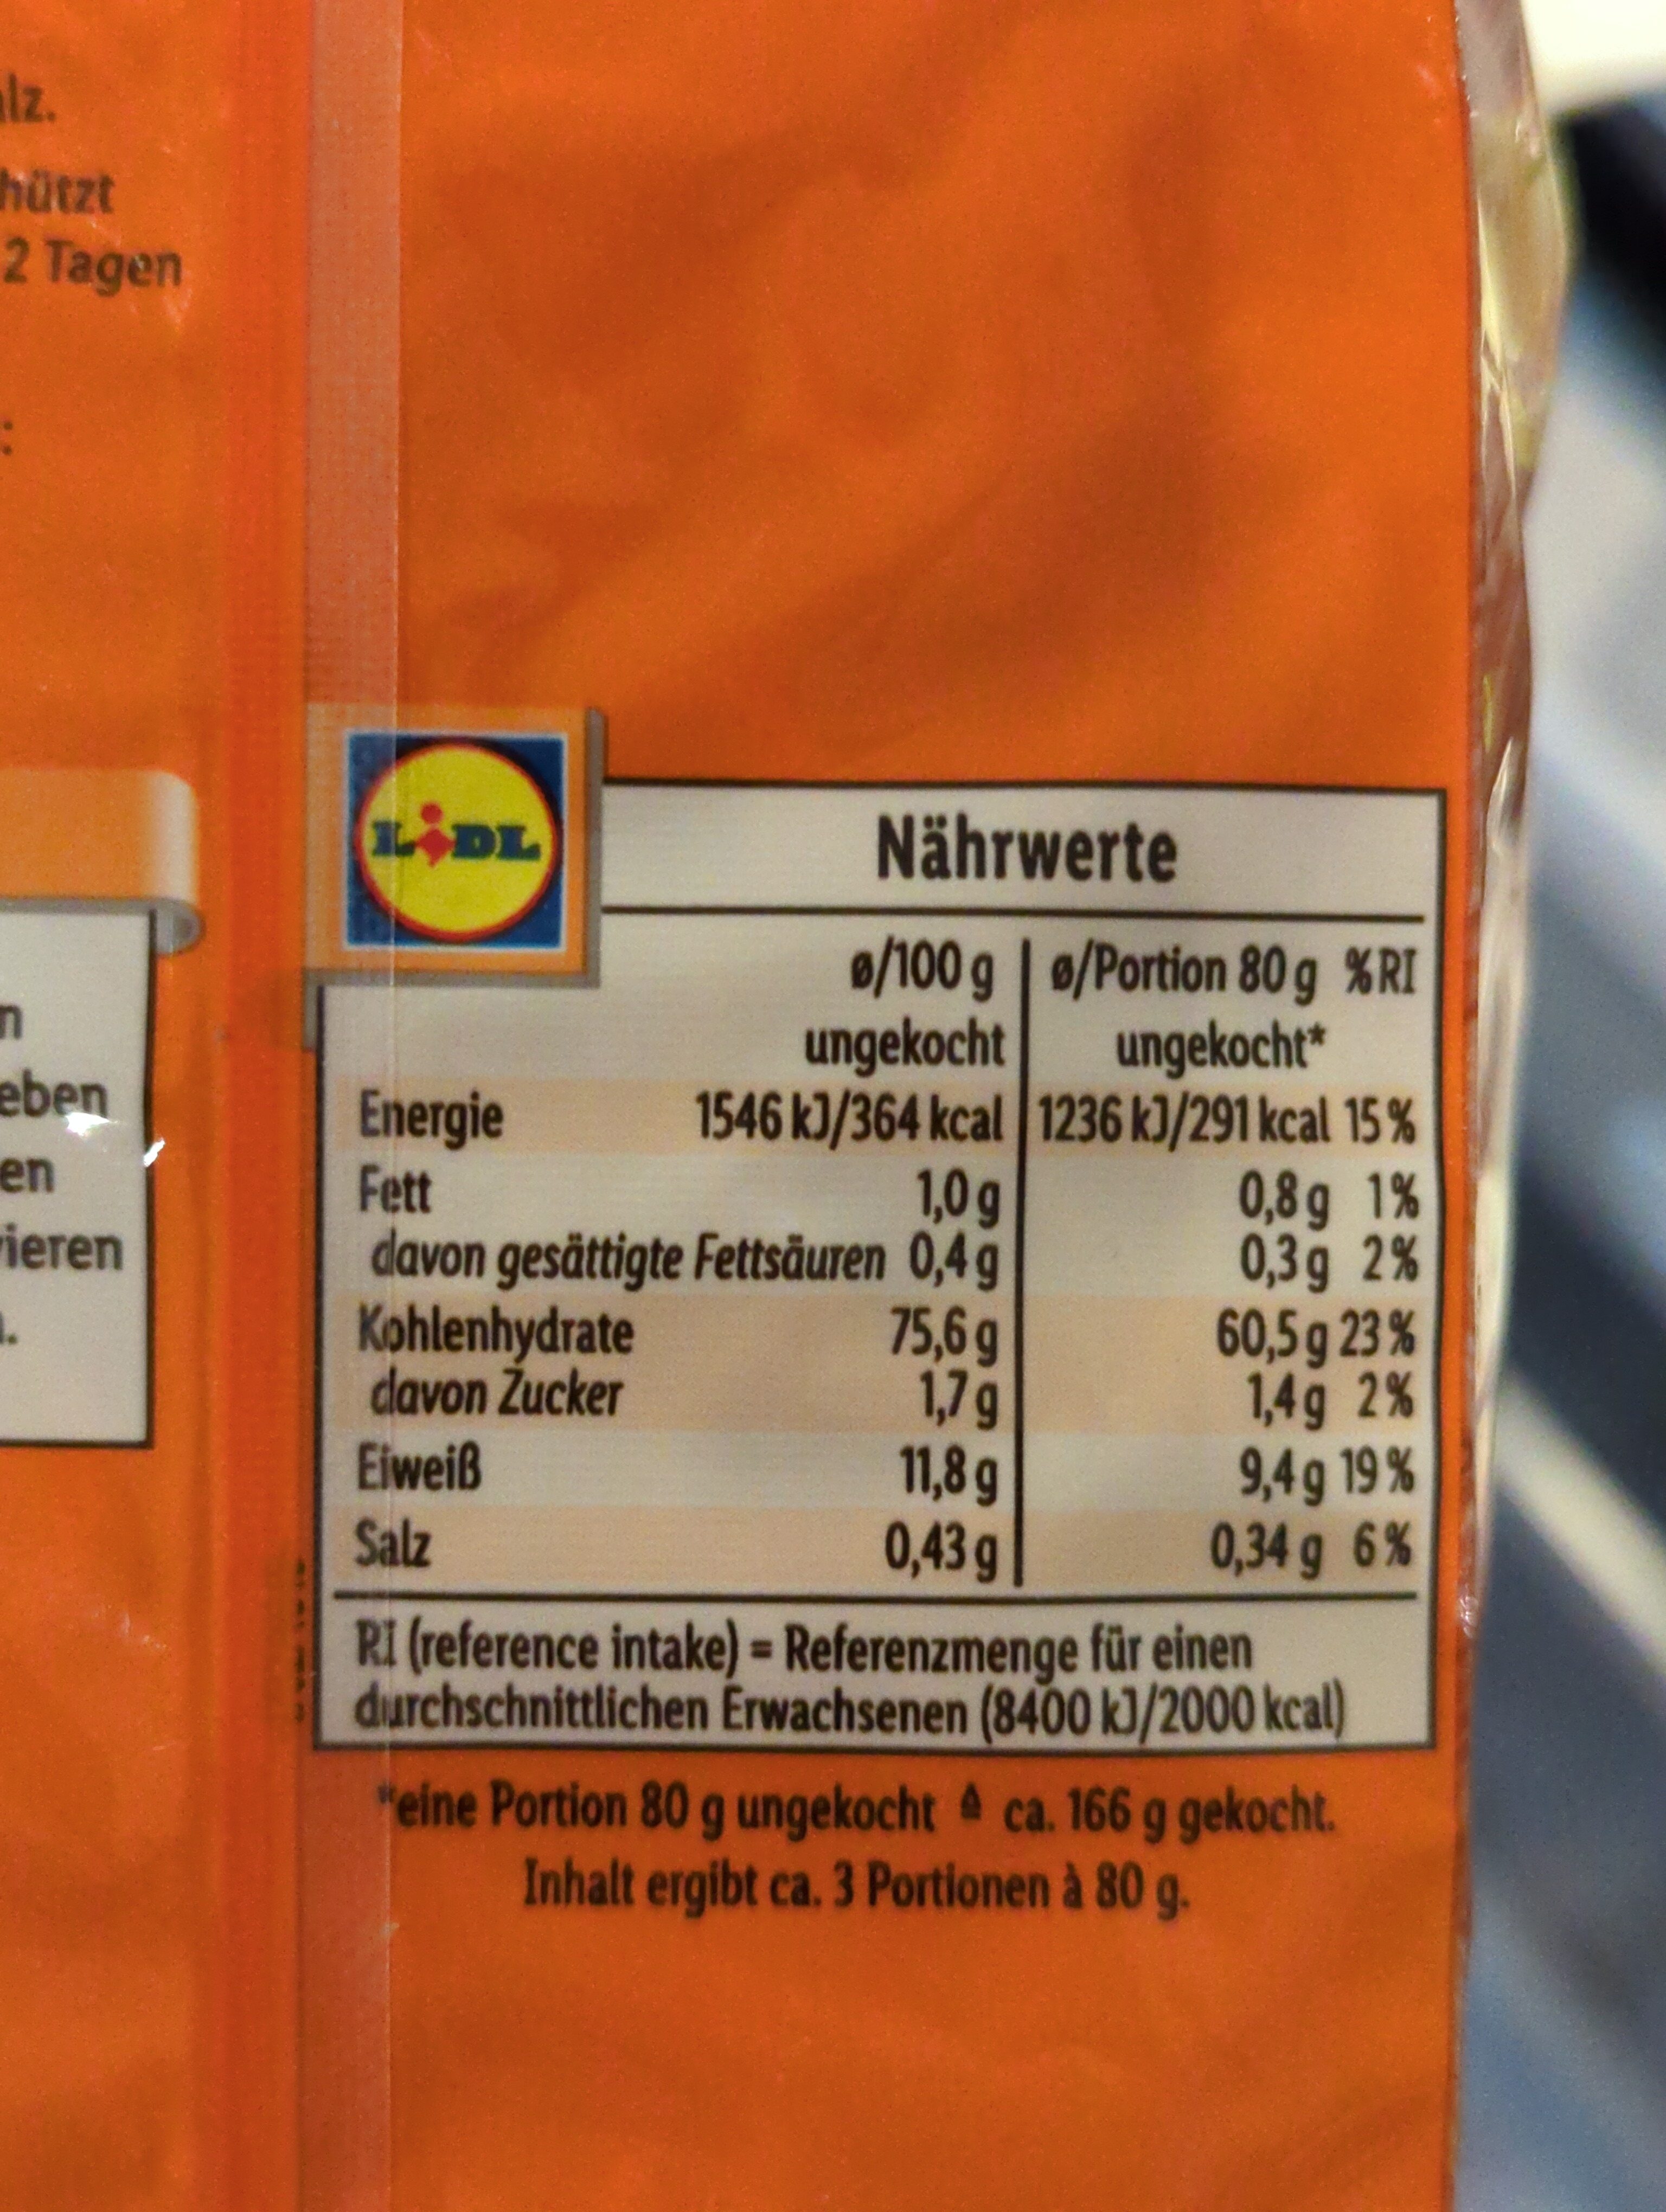 hützt
2 Tagen
:
eben
en
ieren
LiDL
Nährwerte
ø/100 g ø/Portion 80 g %RI
ungekocht ungekocht*
Energie 1546 kJ/364 kcal 1236 kJ/291 kcal 15%
Fett 1,0 g 0,8 g 1%
davon gesättigte Fettsäuren 0,4 g 0,3 g 2%
Kohlenhydrate 75,6 g 60,5 g 23%
davon Zucker 1,7 g 1,4 g 2%
Eiweiß 11,8 g 9,4 g 19%
Salz 0,43 g 0,34 g 6%
RI (reference intake) = Referenzmenge für einen
durchschnittlichen Erwachsenen (8400 kJ/2000 kcal)
*eine Portion 80 g ungekocht ≙ ca. 166 g gekocht.
Inhalt ergibt ca. 3 Portionen à 80 g.